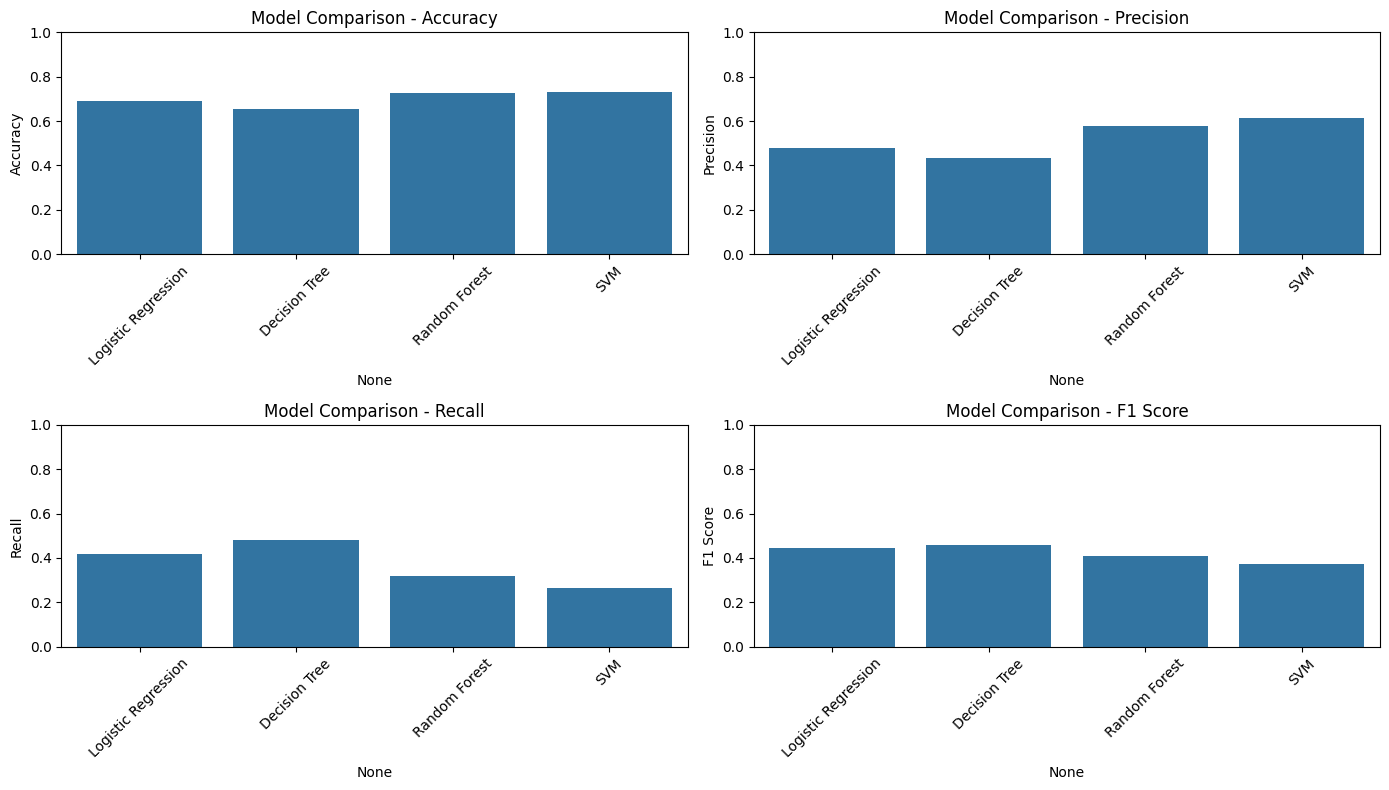 Model Comparison - Accuracy
1.0
0.8
0.6
0.4
0.2
0.0
Accuracy
Logistic Regression
Decision Tree
Random Forest
SVM
None
Model Comparison - Precision
1.0
0.8
0.6
0.4
0.2
0.0
Precision
Logistic Regression
Decision Tree
Random Forest
SVM
None
Model Comparison - Recall
1.0
0.8
0.6
0.4
0.2
0.0
Recall
Logistic Regression
Decision Tree
Random Forest
SVM
None
Model Comparison - F1 Score
1.0
0.8
0.6
0.4
0.2
0.0
F1 Score
Logistic Regression
Decision Tree
Random Forest
SVM
None